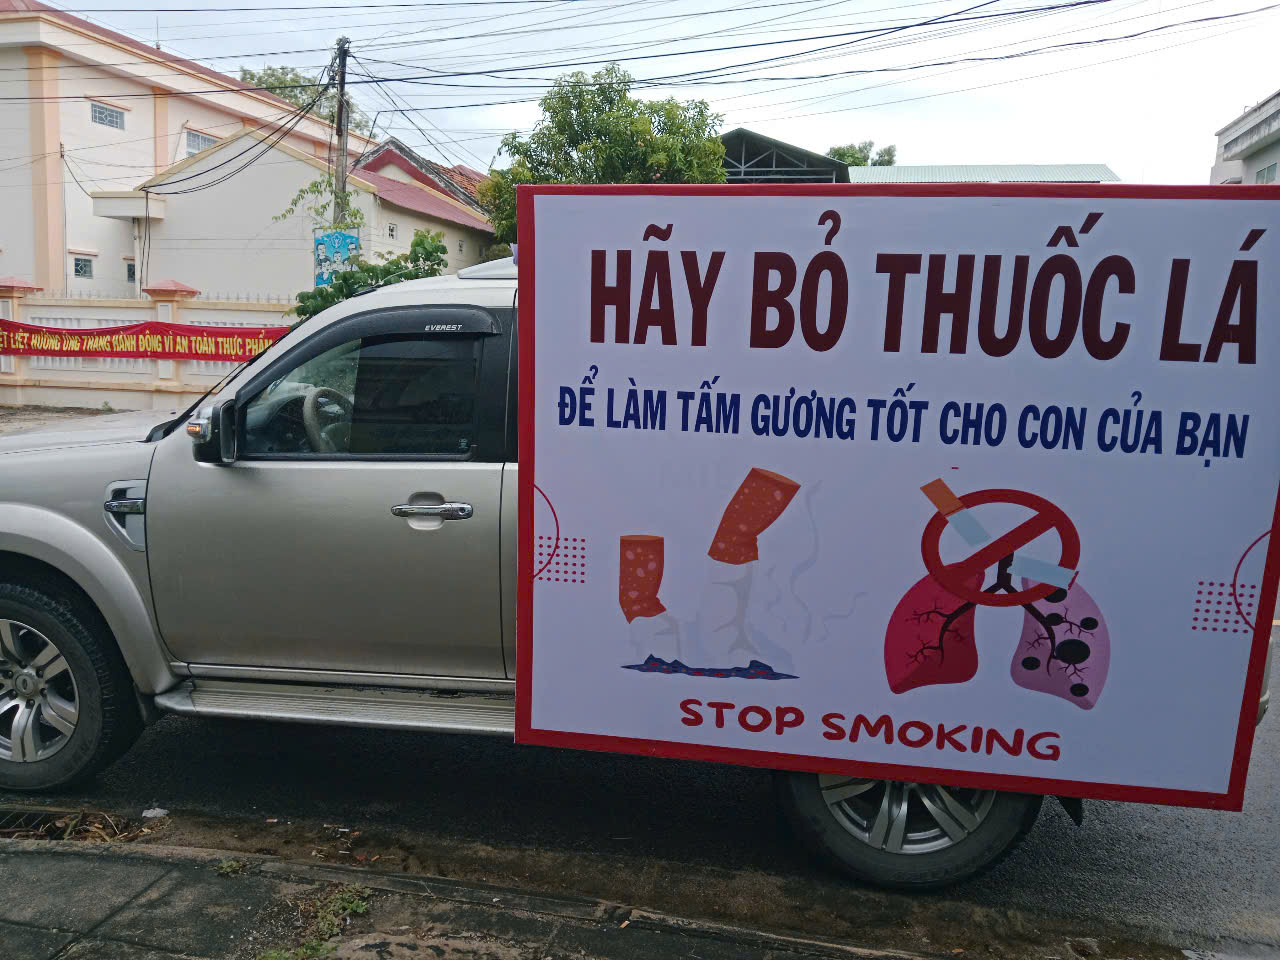 HÃY BỎ THUỐC LÁ
ĐỂ LÀM TẤM GƯƠNG TỐT CHO CON CỦA BẠN
STOP SMOKING
EVEREST
LIỆT HƯỞNG ỨNG THÁNG HÀNH ĐỘNG VÌ AN TOÀN THỰC PHẨM